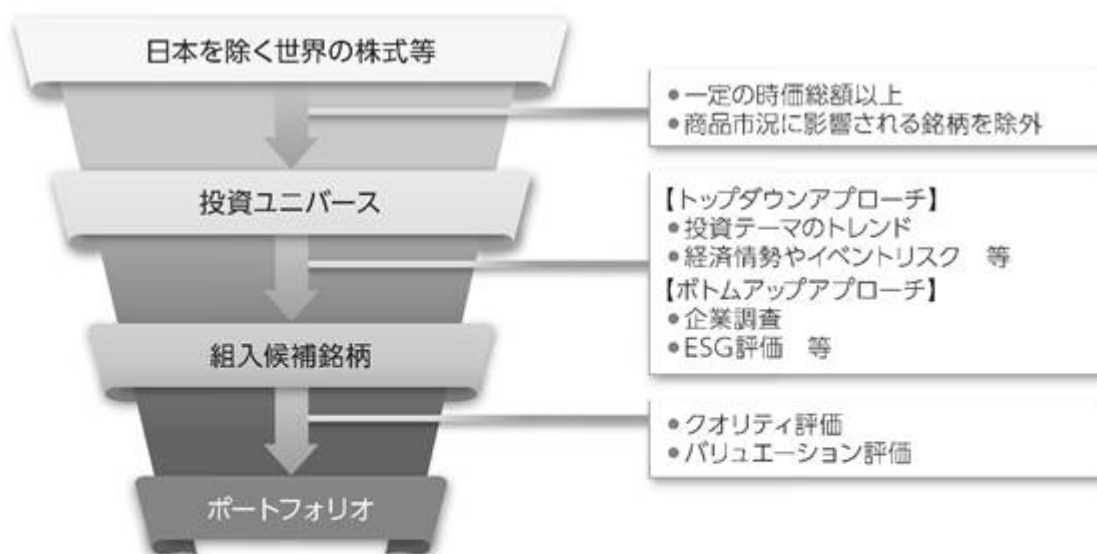 日本を除く世界の株式等
●一定の時価総額以上
●商品市況に影響される銘柄を除外
投資ユニバース
【トップダウンアプローチ】
●投資テーマのトレンド
●経済情勢やイベントリスク　等
【ボトムアップアプローチ】
●企業調査
●ESG評価　等
組入候補銘柄
●クオリティ評価
●バリュエーション評価
ポートフォリオ